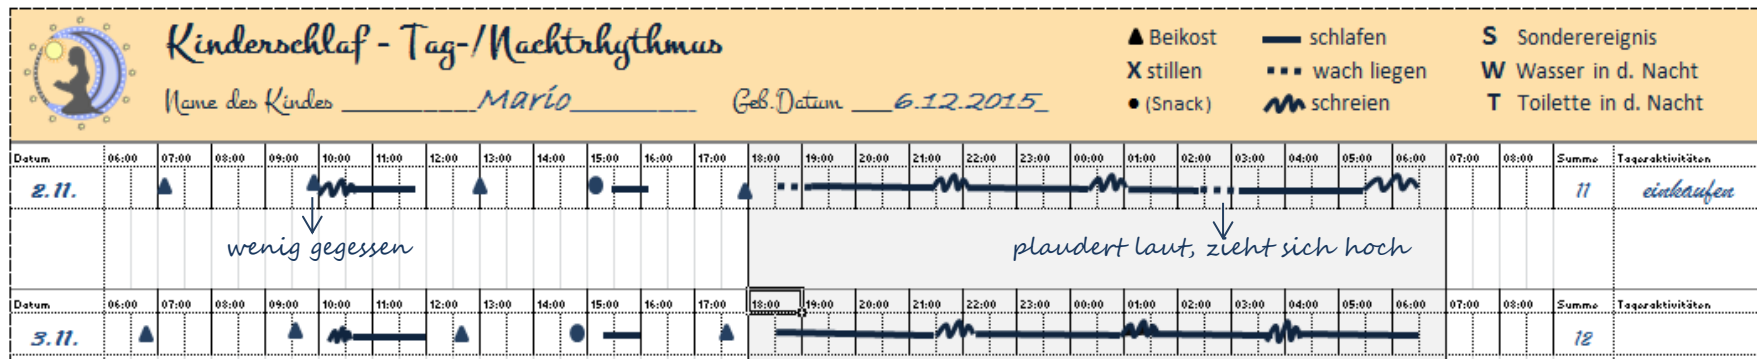 Kinderschlaf - Tag-/Nachtrhythmus
Name des Kindes Mario Geb.Datum 6.12.2015
Beikost schlafen S Sonderereignis
X stillen wach liegen W Wasser in d. Nacht
(Snack) schreien T Toilette in d. Nacht
Datum 06:00 07:00 08:00 09:00 10:00 11:00 12:00 13:00 14:00 15:00 16:00 17:00 18:00 19:00 20:00 21:00 22:00 23:00 00:00 01:00 02:00 03:00 04:00 05:00 06:00 07:00 08:00 Summe Tagesaktivitäten
2.11. 11 einkaufen
wenig gegessen plaudert laut, zieht sich hoch
Datum 06:00 07:00 08:00 09:00 10:00 11:00 12:00 13:00 14:00 15:00 16:00 17:00 18:00 19:00 20:00 21:00 22:00 23:00 00:00 01:00 02:00 03:00 04:00 05:00 06:00 07:00 08:00 Summe Tagesaktivitäten
3.11. 12